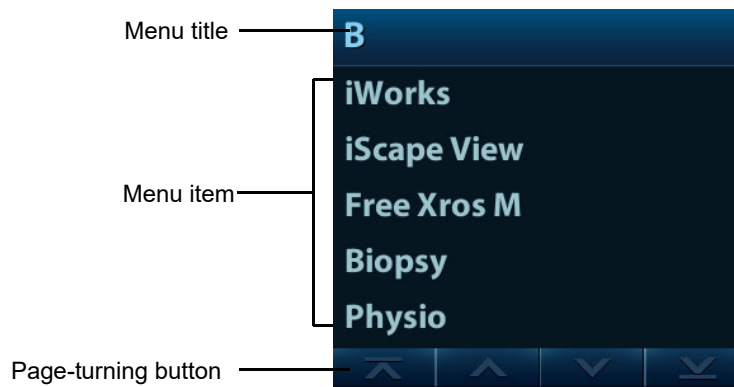 Menu title
B
iWorks
iScape View
Free Xros M
Menu item
Biopsy
Physio
Page-turning button